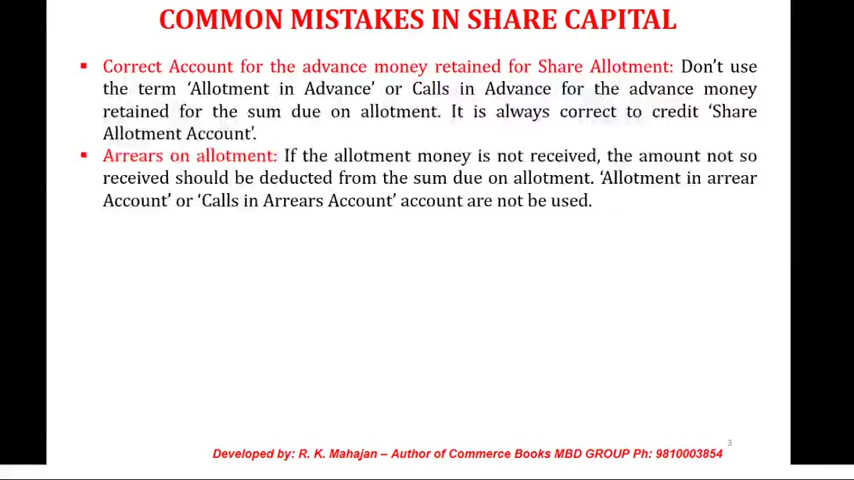 COMMON MISTAKES IN SHARE CAPITAL
▪ Correct Account for the advance money retained for Share Allotment: Don't use
the term 'Allotment in Advance' or Calls in Advance for the advance money
retained for the sum due on allotment. It is always correct to credit 'Share
Allotment Account'.
▪ Arrears on allotment: If the allotment money is not received, the amount not so
received should be deducted from the sum due on allotment. 'Allotment in arrear
Account' or 'Calls in Arrears Account' account are not be used.
3
Developed by: R. K. Mahajan – Author of Commerce Books MBD GROUP Ph: 9810003854